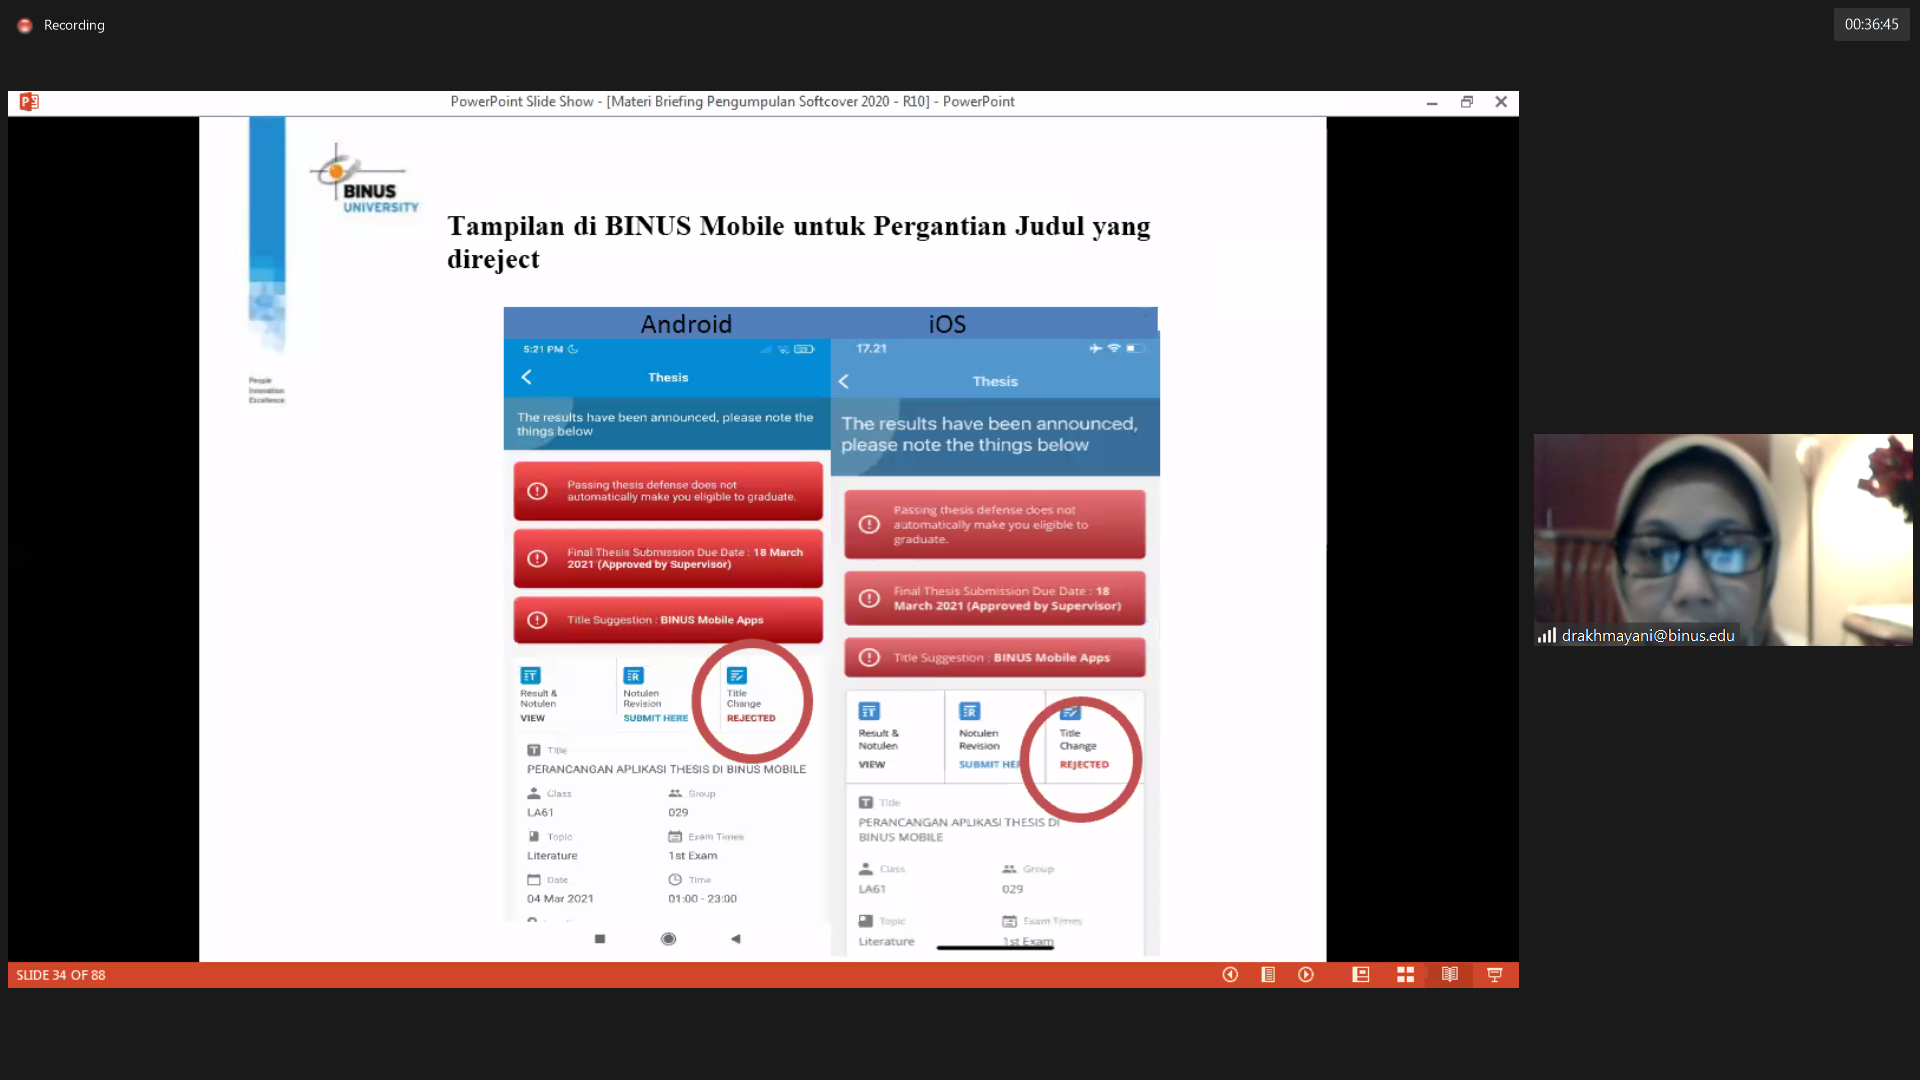 Recording
00:36:45
PowerPoint Slide Show - [Materi Briefing Pengumpulan Softcover 2020 - R10] - PowerPoint
BINUS
UNIVERSITY
People
Innovation
Excellence
Tampilan di BINUS Mobile untuk Pergantian Judul yang
direject
Android
5:21 PM
Thesis
The results have been announced, please note the
things below
Passing thesis defense does not
automatically make you eligible to graduate.
Final Thesis Submission Due Date : 18 March
2021 (Approved by Supervisor)
Title Suggestion : BINUS Mobile Apps
Result &
Notulen
VIEW
Notulen
Revision
SUBMIT HERE
Title
Change
REJECTED
Title
PERANCANGAN APLIKASI THESIS DI BINUS MOBILE
Class
LA61
Group
029
Topic
Literature
Exam Times
1st Exam
Date
04 Mar 2021
Time
01:00 - 23:00
iOS
17.21
Thesis
The results have been announced,
please note the things below
Passing thesis defense does not
automatically make you eligible to
graduate.
Final Thesis Submission Due Date : 18
March 2021 (Approved by Supervisor)
Title Suggestion : BINUS Mobile Apps
Result &
Notulen
VIEW
Notulen
Revision
SUBMIT HER
Title
Change
REJECTED
Title
PERANCANGAN APLIKASI THESIS DI
BINUS MOBILE
Class
LA61
Group
029
Topic
Literature
Exam Times
1st Exam
drakhmayani@binus.edu
SLIDE 34 OF 88